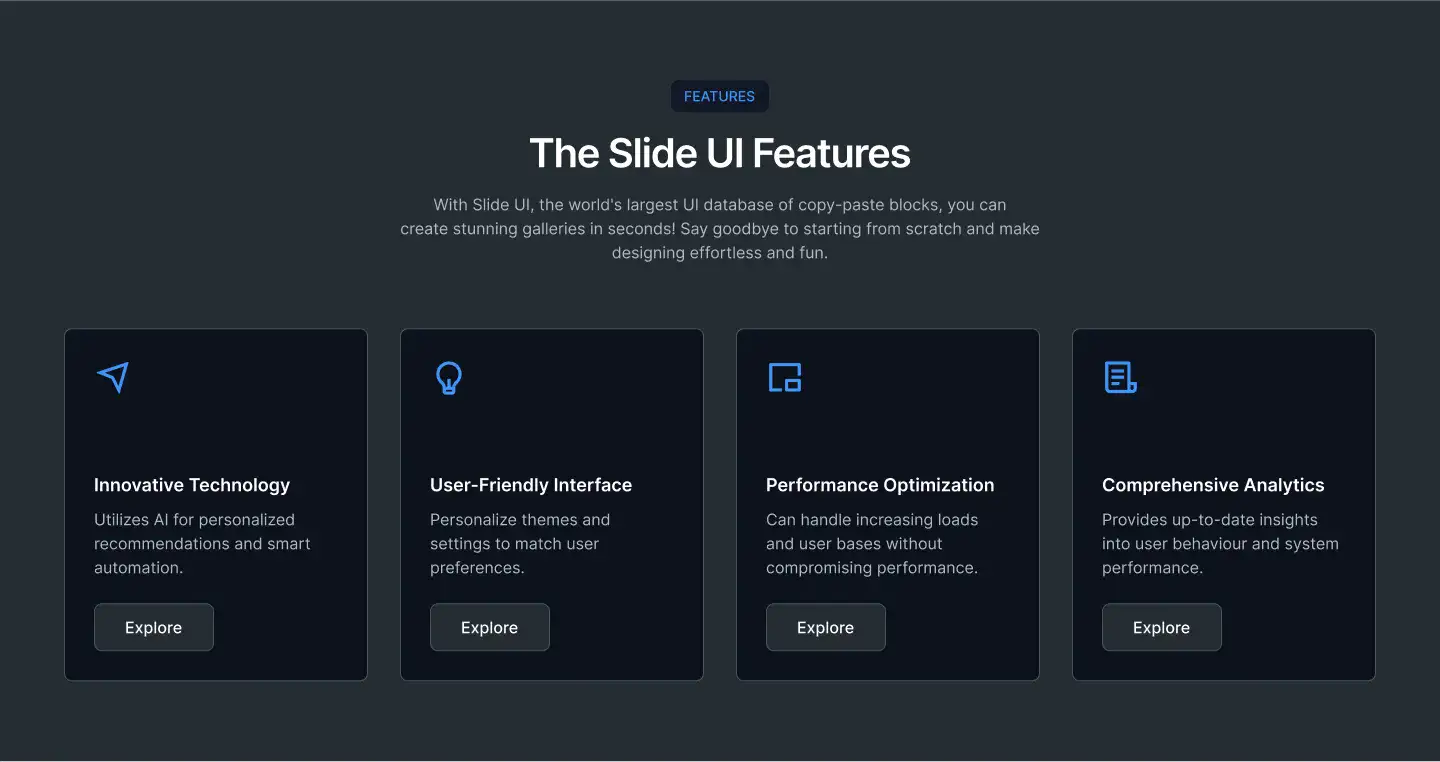 FEATURES
The Slide UI Features
With Slide UI, the world's largest UI database of copy-paste blocks, you can
create stunning galleries in seconds! Say goodbye to starting from scratch and make
designing effortless and fun.
Innovative Technology
Utilizes AI for personalized
recommendations and smart
automation.
Explore
User-Friendly Interface
Personalize themes and
settings to match user
preferences.
Explore
Performance Optimization
Can handle increasing loads
and user bases without
compromising performance.
Explore
Comprehensive Analytics
Provides up-to-date insights
into user behaviour and system
performance.
Explore